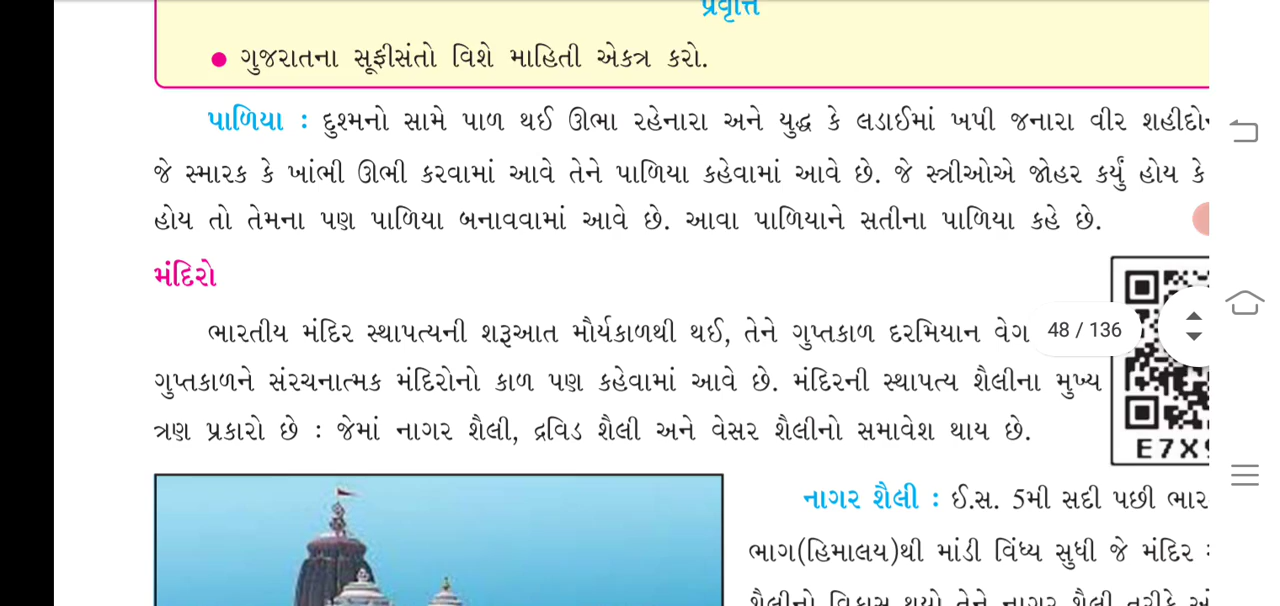 પ્રવૃત્તિ
● ગુજરાતના સૂફીસંતો વિશે માહિતી એકત્ર કરો.
પાળિયા : દુશ્મનો સામે પાળ થઈ ઊભા રહેનારા અને યુદ્ધ કે લડાઈમાં ખપી જનારા વીર
જે સ્મારક કે ખાંભી ઊભી કરવામાં આવે તેને પાળિયા કહેવામાં આવે છે. જે સ્ત્રીઓએ જોહર કર્યું હોય કે
હોય તો તેમના પણ પાળિયા બનાવવામાં આવે છે. આવા પાળિયાને સતીના પાળિયા કહે છે.
મંદિરો
ભારતીય મંદિર સ્થાપત્યની શરૂઆત મૌર્યકાળથી થઈ, તેને ગુપ્તકાળ દરમિયાન વેગ
48 / 136
ગુપ્તકાળને સંરચનાત્મક મંદિરોનો કાળ પણ કહેવામાં આવે છે. મંદિરની સ્થાપત્ય શૈલીના મુખ્ય
ત્રણ પ્રકારો છે : જેમાં નાગર શૈલી, દ્રવિડ શૈલી અને વેસર શૈલીનો સમાવેશ થાય છે.
E7X
નાગર શૈલી : ઈ.સ. 5મી સદી પછી
ભાગ(હિમાલય)થી માંડી વિંધ્ય સુધી જે મંદિર
શૈલીનો વિકાસ થયો તેને નાગર શૈલી તરીકે